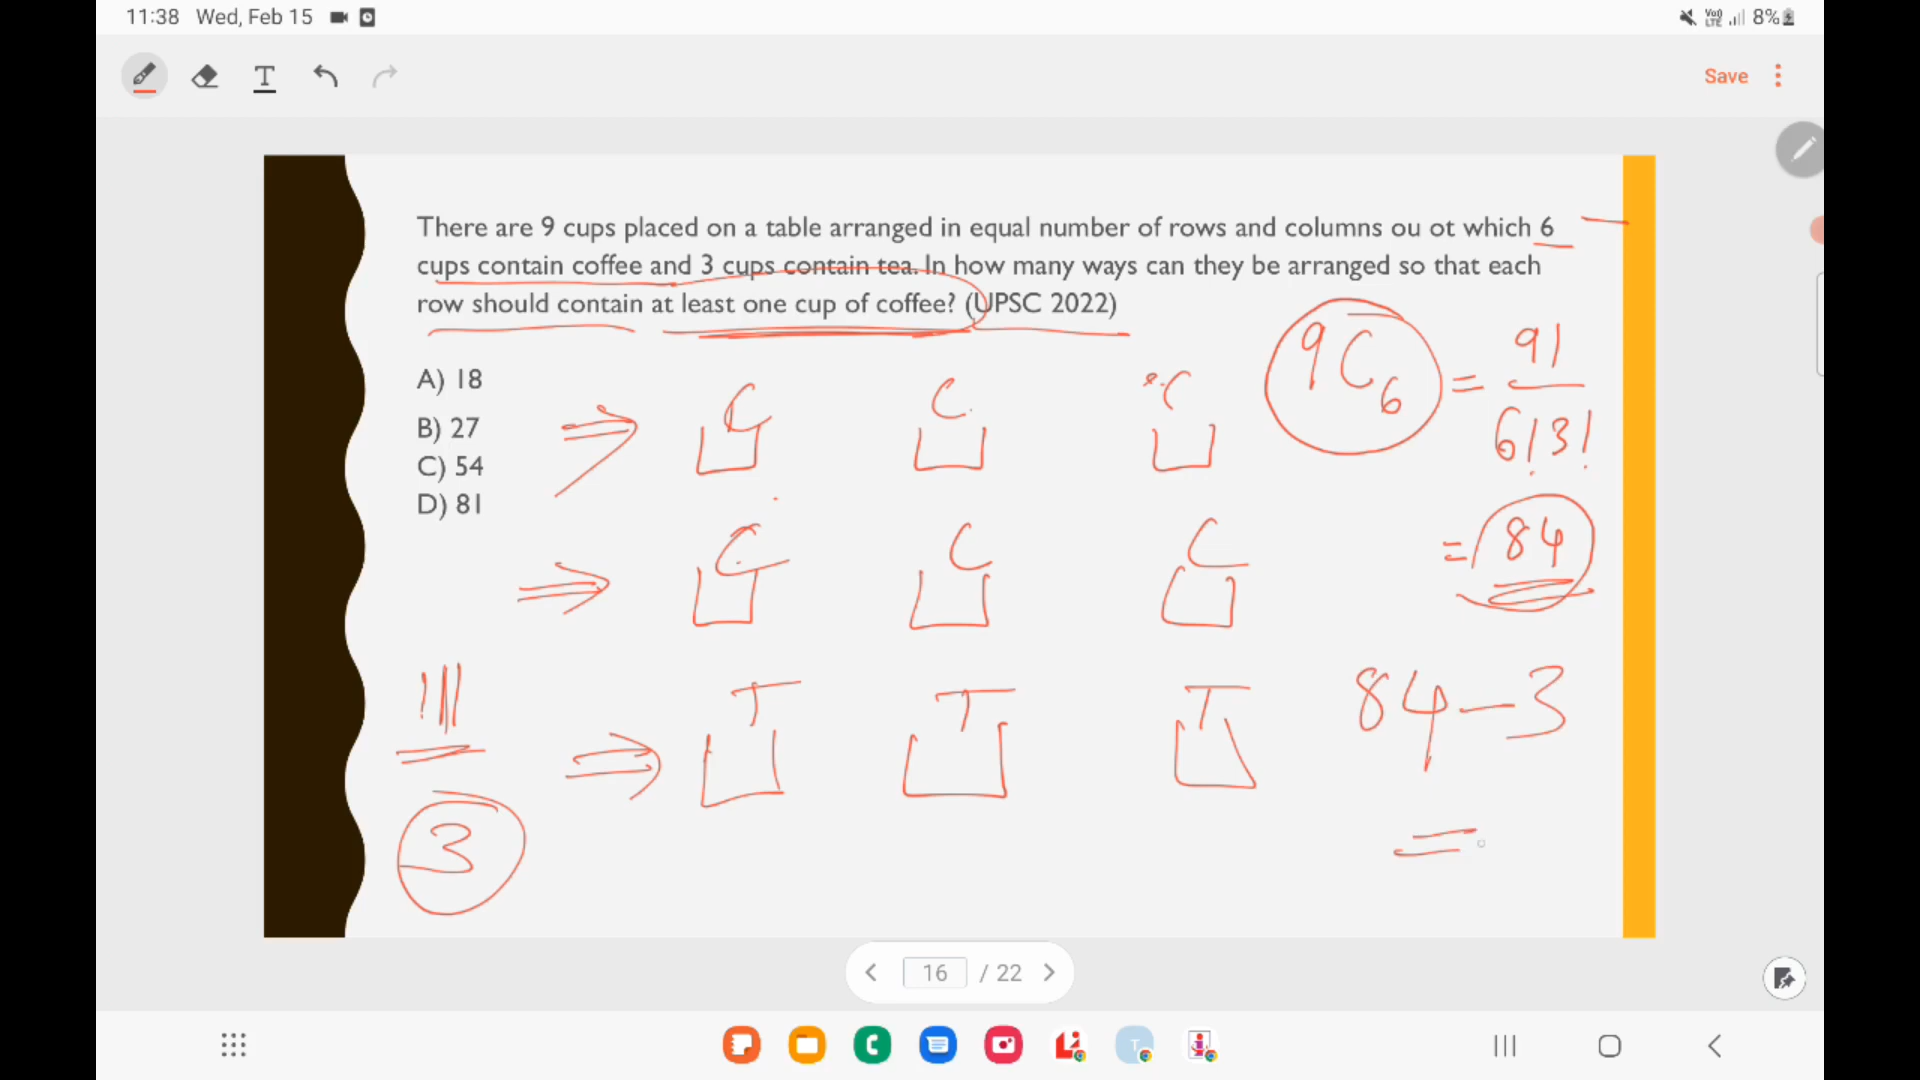 11:38 Wed, Feb 15
Vo)) LTE 8%
T
Save
There are 9 cups placed on a table arranged in equal number of rows and columns ou ot which 6
cups contain coffee and 3 cups contain tea. In how many ways can they be arranged so that each
row should contain at least one cup of coffee? (UPSC 2022)
A) 18
B) 27
C) 54
D) 81
C C C
9C6 = 9! / 6! 3!
C C C
= 84
T T T
84 - 3
3
=
16 / 22
T